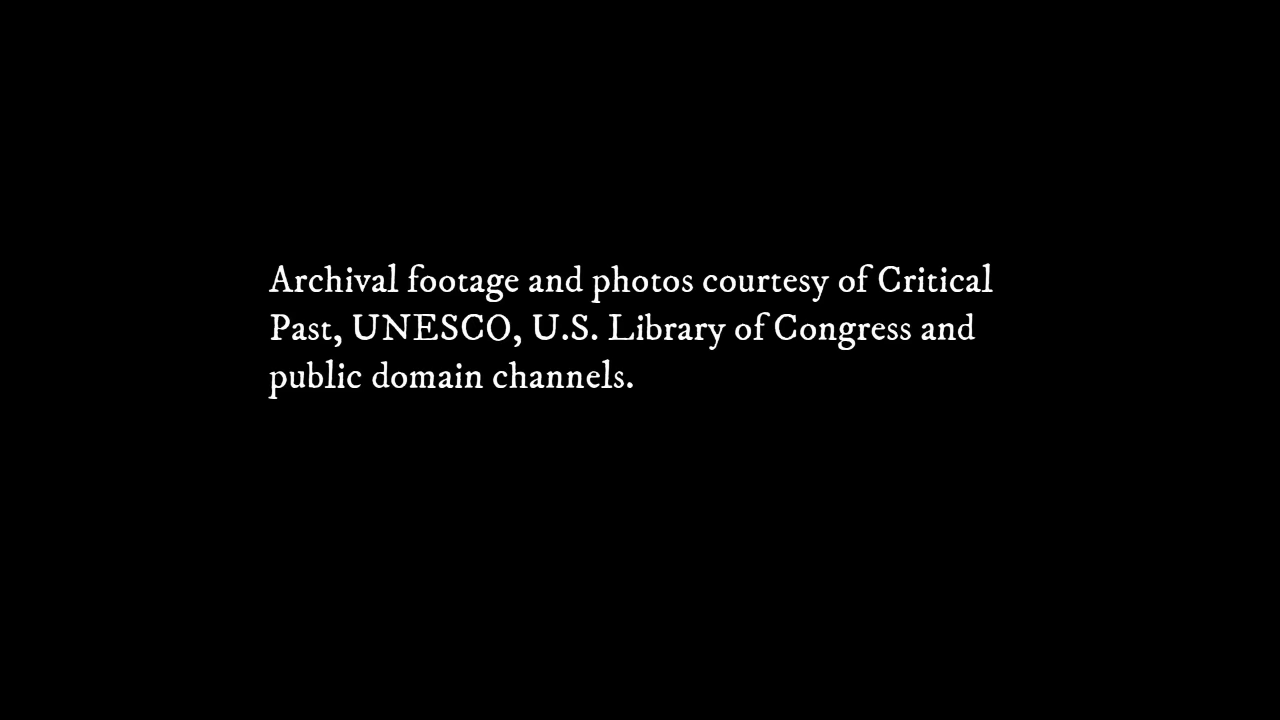 Archival footage and photos courtesy of Critical
Past, UNESCO, U.S. Library of Congress and
public domain channels.